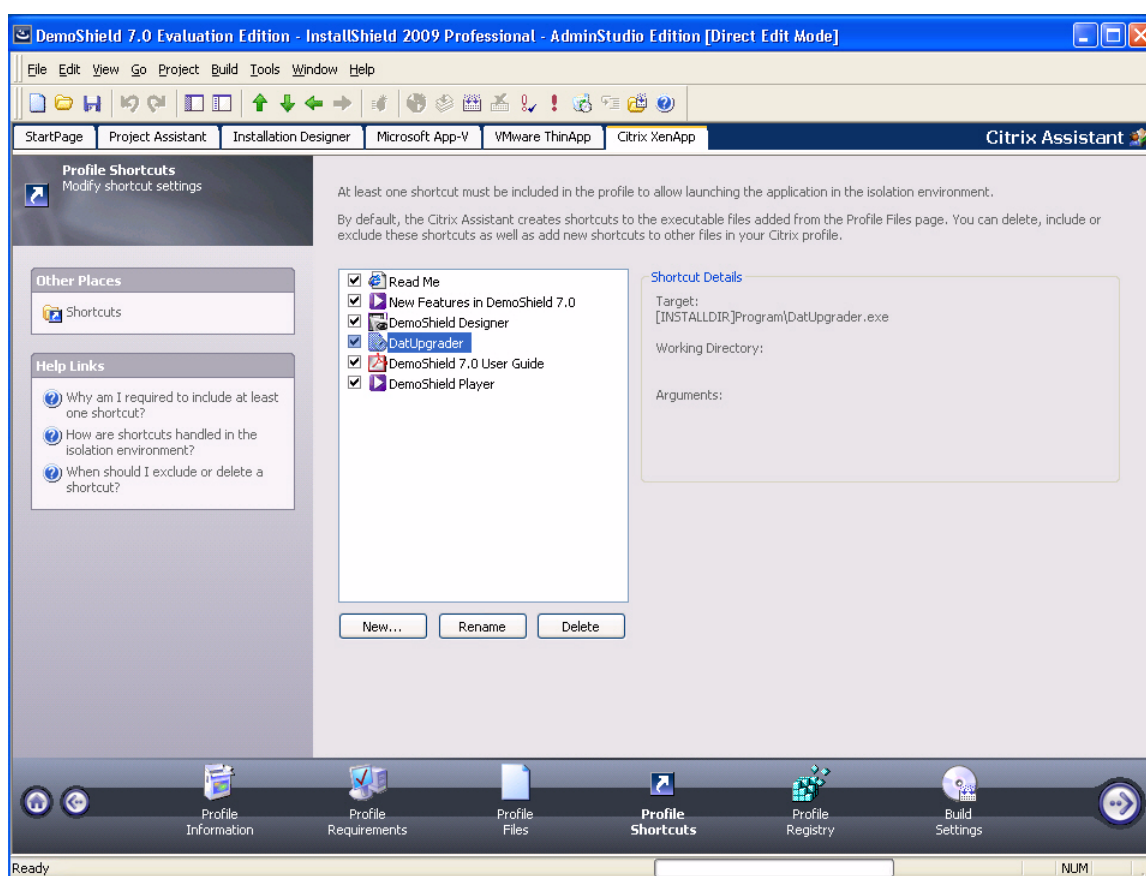 DemoShield 7.0 Evaluation Edition - InstallShield 2009 Professional - AdminStudio Edition [Direct Edit Mode]
File Edit View Go Project Build Tools Window Help
StartPage Project Assistant Installation Designer Microsoft App-V VMware ThinApp Citrix XenApp Citrix Assistant
Profile Shortcuts
Modify shortcut settings
Other Places
Shortcuts
Help Links
Why am I required to include at least
one shortcut?
How are shortcuts handled in the
isolation environment?
When should I exclude or delete a
shortcut?
At least one shortcut must be included in the profile to allow launching the application in the isolation environment.
By default, the Citrix Assistant creates shortcuts to the executable files added from the Profile Files page. You can delete, include or
exclude these shortcuts as well as add new shortcuts to other files in your Citrix profile.
Read Me
New Features in DemoShield 7.0
DemoShield Designer
DatUpgrader
DemoShield 7.0 User Guide
DemoShield Player
New... Rename Delete
Shortcut Details
Target:
[INSTALLDIR]Program\DatUpgrader.exe
Working Directory:
Arguments:
Profile
Information
Profile
Requirements
Profile
Files
Profile
Shortcuts
Profile
Registry
Build
Settings
Ready NUM